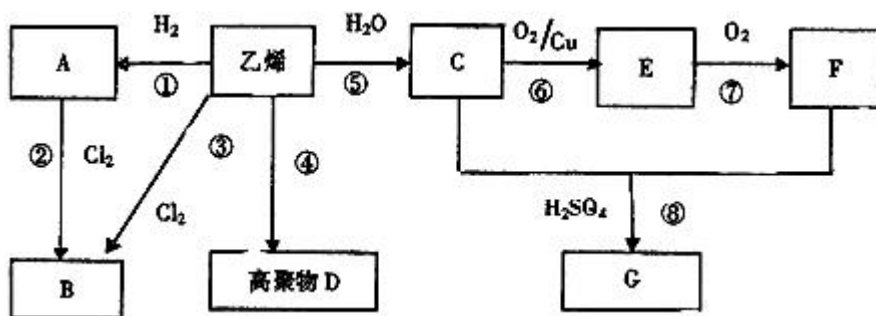 H₂ H₂O O₂/Cu O₂
A 乙烯 C E F
① ⑤ ⑥ ⑦
② Cl₂ ③ ④
Cl₂ H₂SO₄ ⑧
B 高聚物 D G